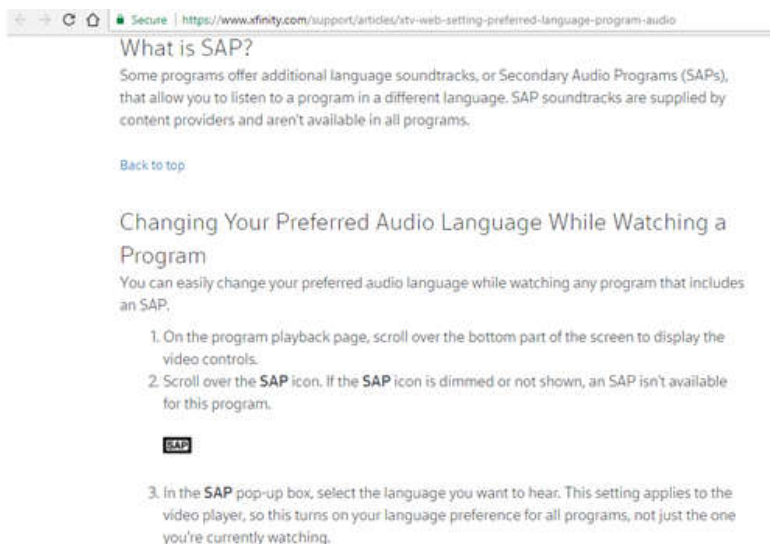 Secure | https://www.xfinity.com/support/articles/xtv-web-setting-preferred-language-program-audio
What is SAP?
Some programs offer additional language soundtracks, or Secondary Audio Programs (SAPs),
that allow you to listen to a program in a different language. SAP soundtracks are supplied by
content providers and aren't available in all programs.
Back to top
Changing Your Preferred Audio Language While Watching a
Program
You can easily change your preferred audio language while watching any program that includes
an SAP.
1. On the program playback page, scroll over the bottom part of the screen to display the
video controls.
2. Scroll over the SAP icon. If the SAP icon is dimmed or not shown, an SAP isn't available
for this program.
SAP
3. In the SAP pop-up box, select the language you want to hear. This setting applies to the
video player, so this turns on your language preference for all programs, not just the one
you're currently watching.